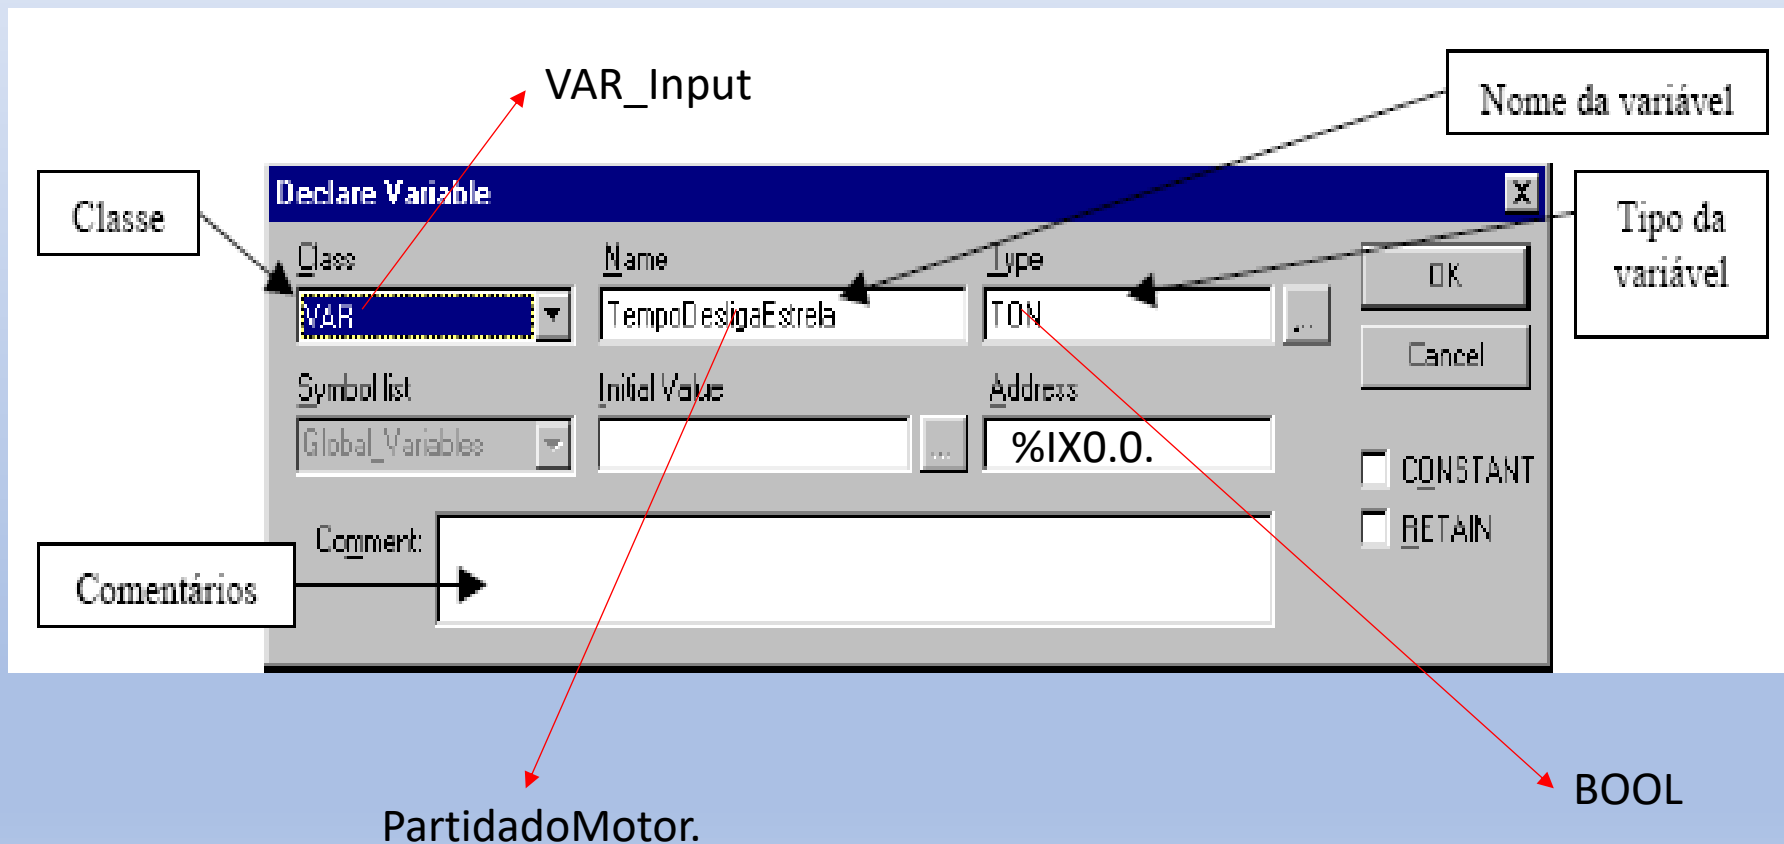 VAR_Input
Nome da variável
Classe
Declare Variable
X
Tipo da
variável
Class
Name
Type
OK
VAR
TempoDesligaEstrela
TON
...
Cancel
Symbol list
Initial Value
Address
Global_Variables
...
%IX0.0.
CONSTANT
RETAIN
Comment:
Comentários
BOOL
PartidadoMotor.